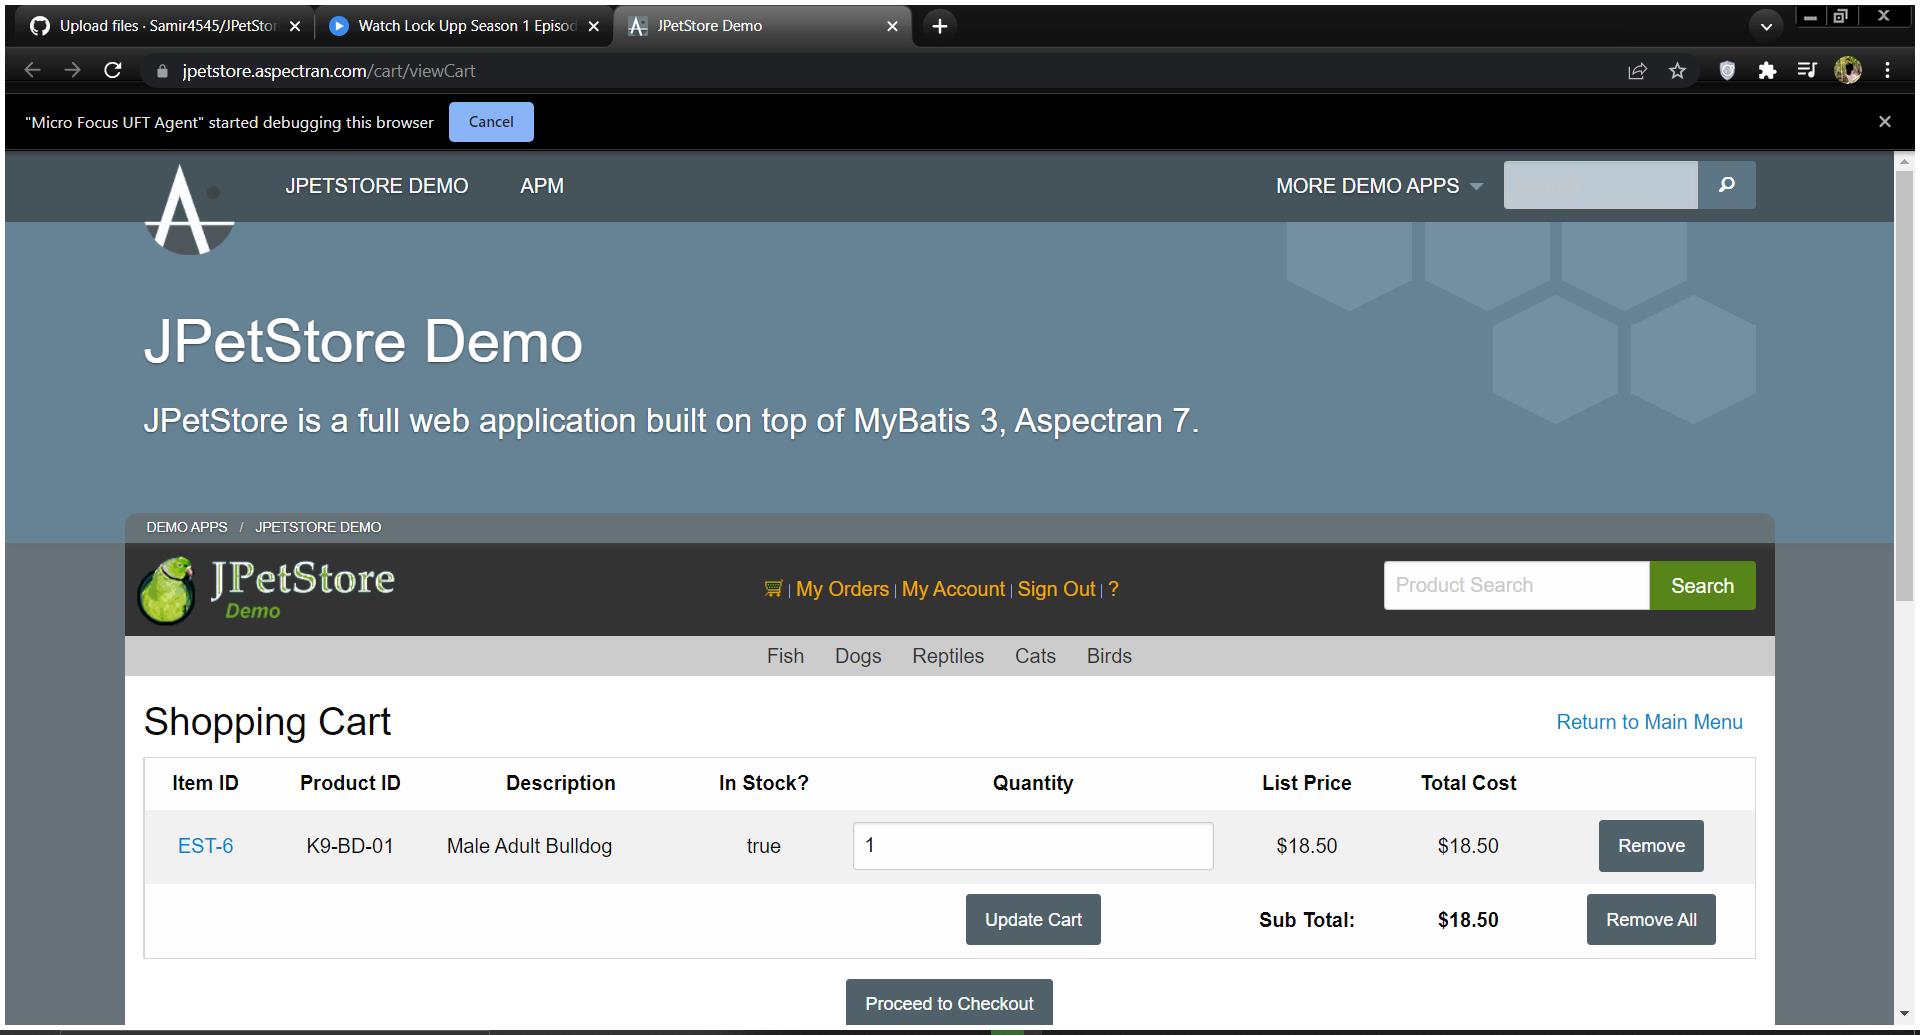 Upload files · Samir4545/JPetStor
Watch Lock Upp Season 1 Episod
JPetStore Demo
jpetstore.aspectran.com/cart/viewCart
"Micro Focus UFT Agent" started debugging this browser
Cancel
JPETSTORE DEMO
APM
MORE DEMO APPS
JPetStore Demo
JPetStore is a full web application built on top of MyBatis 3, Aspectran 7.
DEMO APPS / JPETSTORE DEMO
JPetStore
Demo
| My Orders | My Account | Sign Out | ?
Product Search
Search
Fish Dogs Reptiles Cats Birds
Shopping Cart
Return to Main Menu
Item ID Product ID Description In Stock? Quantity List Price Total Cost
EST-6 K9-BD-01 Male Adult Bulldog true 1 $18.50 $18.50 Remove
Update Cart Sub Total: $18.50 Remove All
Proceed to Checkout